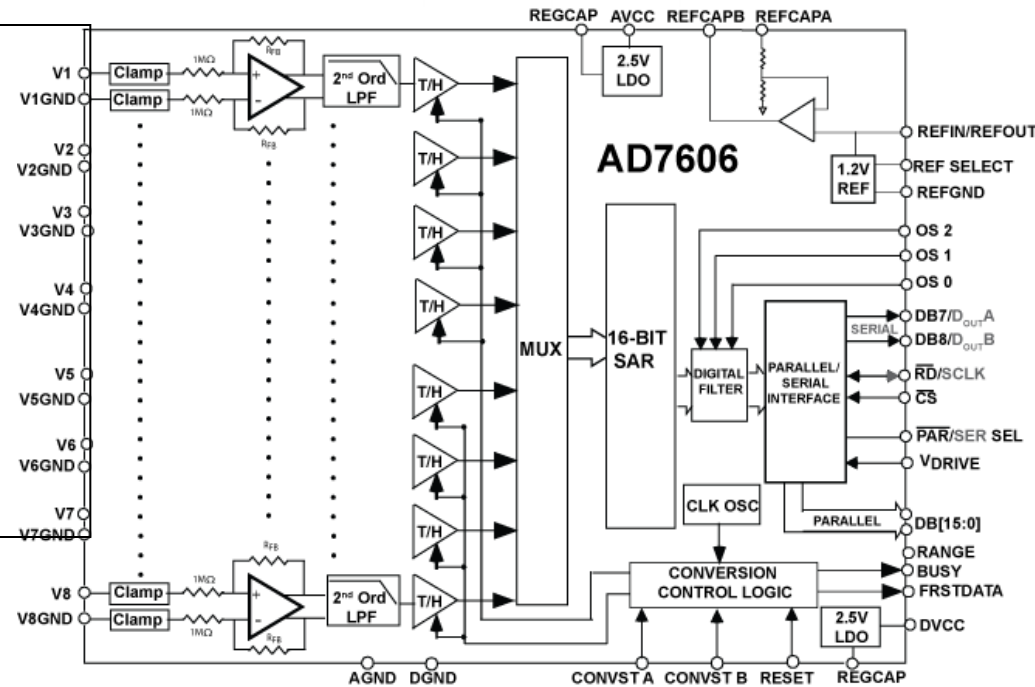 REGCAP AVCC REFCAPB REFCAPA
V1
Clamp
1MΩ
RFB
+
-
2nd Ord
LPF
T/H
V1GND
Clamp
1MΩ
RFB
2.5V
LDO
AD7606
REFIN/REFOUT
1.2V
REF
REF SELECT
REFGND
V2
V2GND
T/H
V3
V3GND
T/H
V4
V4GND
T/H
V5
V5GND
T/H
V6
V6GND
T/H
V7
V7GND
T/H
MUX
16-BIT
SAR
DIGITAL
FILTER
PARALLEL/
SERIAL
INTERFACE
OS 2
OS 1
OS 0
DB7/DOUTA
SERIAL
DB8/DOUTB
RD/SCLK
CS
PAR/SER SEL
VDRIVE
PARALLEL
DB[15:0]
CLK OSC
RANGE
BUSY
FRSTDATA
CONVERSION
CONTROL LOGIC
2.5V
LDO
DVCC
V8
Clamp
1MΩ
RFB
+
-
2nd Ord
LPF
T/H
V8GND
Clamp
1MΩ
RFB
AGND DGND CONVST A CONVST B RESET REGCAP